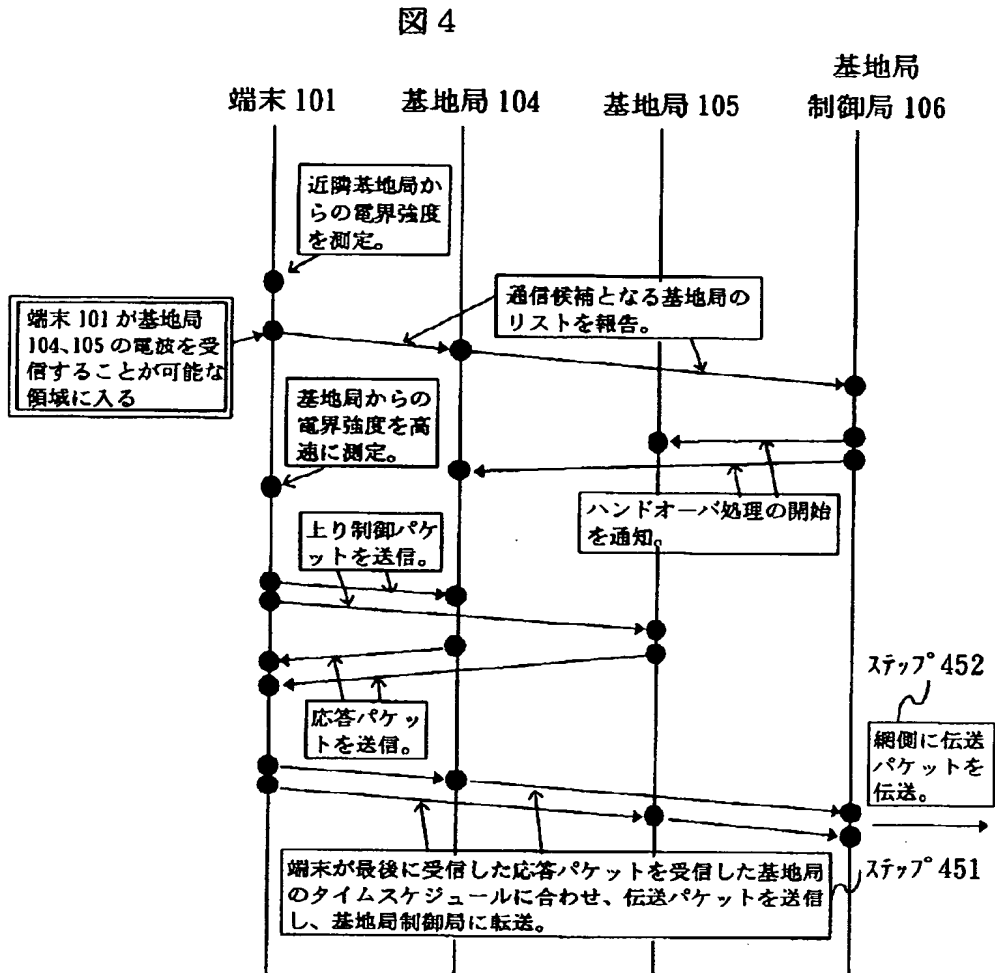 図４
端末 101
基地局 104
基地局 105
基地局
制御局 106
近隣基地局か
らの電界強度
を測定。
端末 101 が基地局
104、105 の電波を受
信することが可能な
領域に入る
通信候補となる基地局の
リストを報告。
基地局からの
電界強度を高
速に測定。
ハンドオーバ処理の開始
を通知。
上り制御パケ
ットを送信。
応答パケッ
トを送信。
ステップ 452
網側に伝送
パケットを
伝送。
端末が最後に受信した応答パケットを受信した基地局
のタイムスケジュールに合わせ、伝送パケットを送信
し、基地局制御局に転送。
ステップ 451